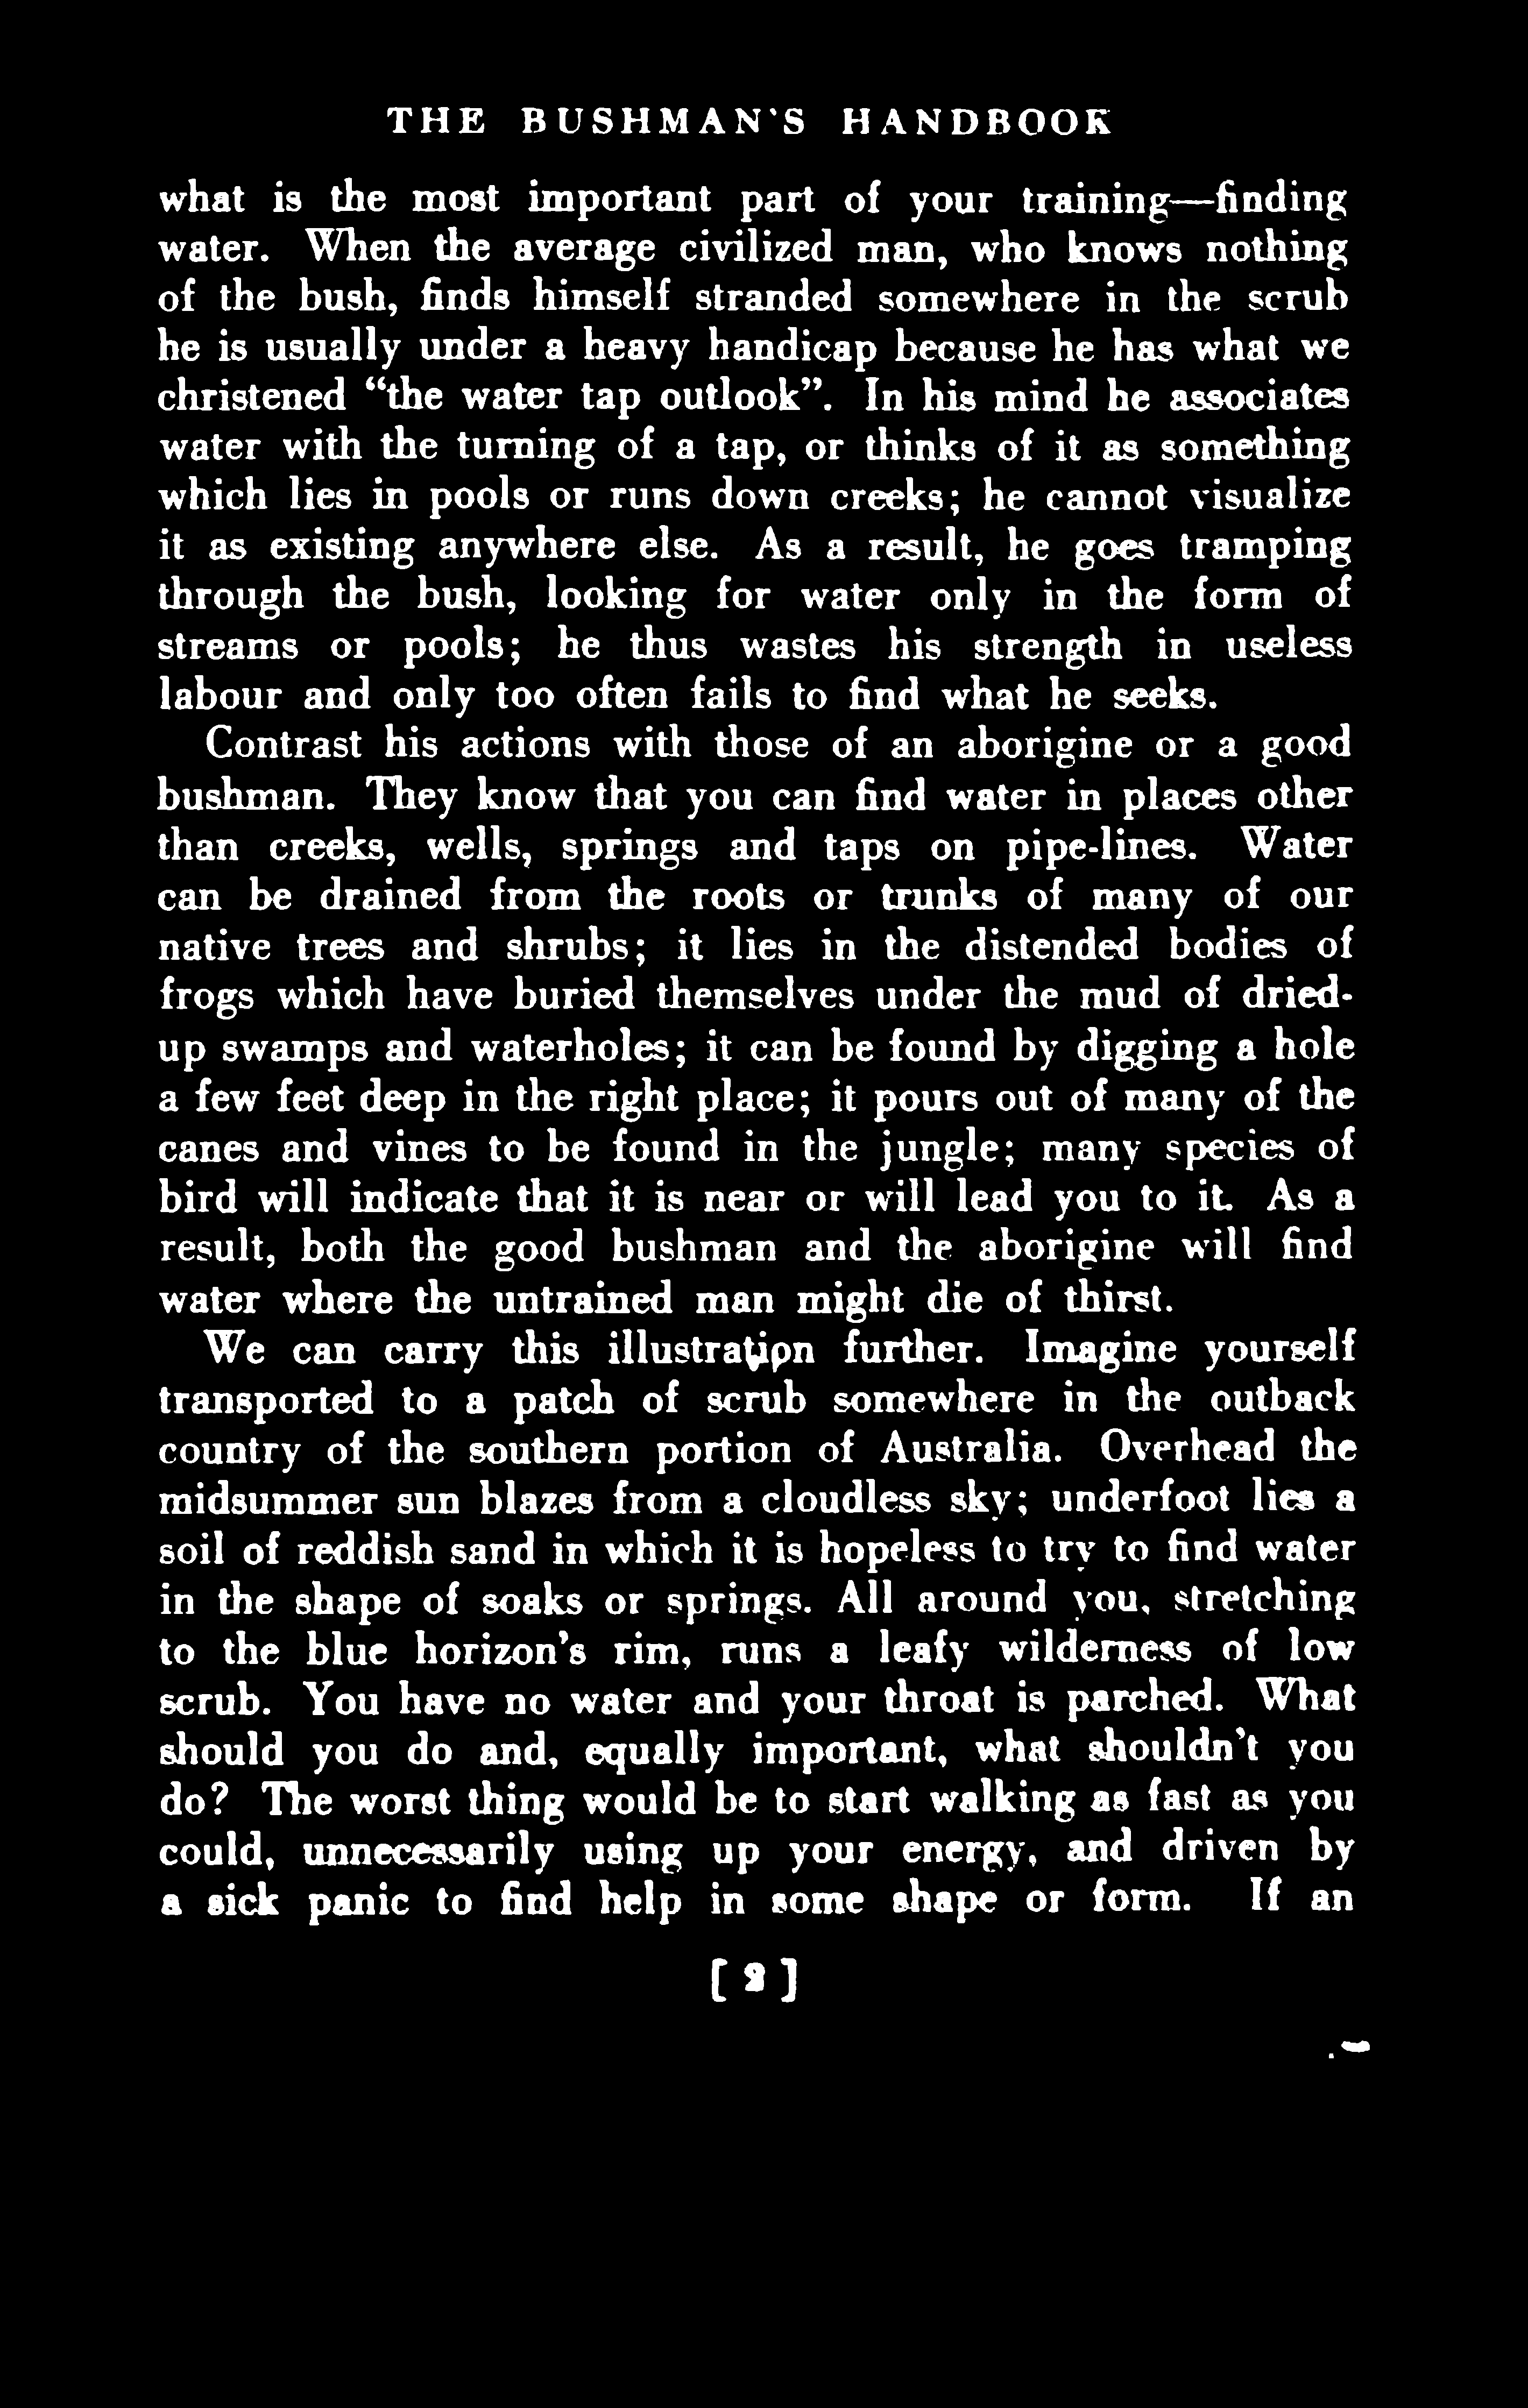 THE BUSHMAN'S HANDBOOK
what is the most important part of your training—finding
water. When the average civilized man, who knows nothing
of the bush, finds himself stranded somewhere in the scrub
he is usually under a heavy handicap because he has what we
christened “the water tap outlook”. In his mind he associates
water with the turning of a tap, or thinks of it as something
which lies in pools or runs down creeks; he cannot visualize
it as existing anywhere else. As a result, he goes tramping
through the bush, looking for water only in the form of
streams or pools; he thus wastes his strength in useless
labour and only too often fails to find what he seeks.
Contrast his actions with those of an aborigine or a good
bushman. They know that you can find water in places other
than creeks, wells, springs and taps on pipe-lines. Water
can be drained from the roots or trunks of many of our
native trees and shrubs; it lies in the distended bodies of
frogs which have buried themselves under the mud of dried-
up swamps and waterholes; it can be found by digging a hole
a few feet deep in the right place; it pours out of many of the
canes and vines to be found in the jungle; many species of
bird will indicate that it is near or will lead you to it. As a
result, both the good bushman and the aborigine will find
water where the untrained man might die of thirst.
We can carry this illustration further. Imagine yourself
transported to a patch of scrub somewhere in the outback
country of the southern portion of Australia. Overhead the
midsummer sun blazes from a cloudless sky; underfoot lies a
soil of reddish sand in which it is hopeless to try to find water
in the shape of soaks or springs. All around you, stretching
to the blue horizon's rim, runs a leafy wilderness of low
scrub. You have no water and your throat is parched. What
should you do and, equally important, what shouldn't you
do? The worst thing would be to start walking as fast as you
could, unnecessarily using up your energy, and driven by
a sick panic to find help in some shape or form. If an
[2]